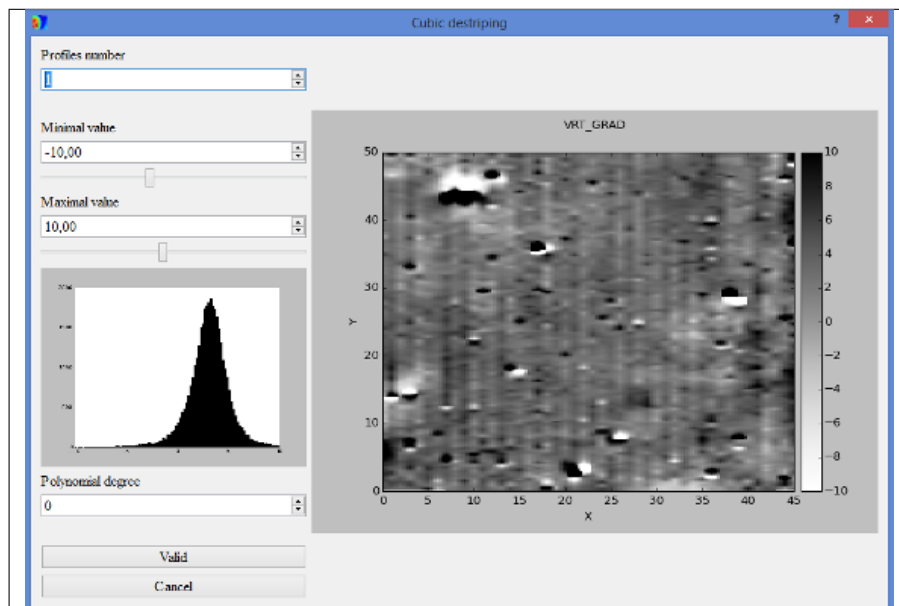 Cubic destriping
? ×
Profiles number
1
Minimal value
-10,00
Maximal value
10,00
Polynomial degree
0
Valid
Cancel
VRT_GRAD
50
40
30
20
10
0
Y
0 5 10 15 20 25 30 35 40 45
X
10
8
6
4
2
0
−2
−4
−6
−8
−10